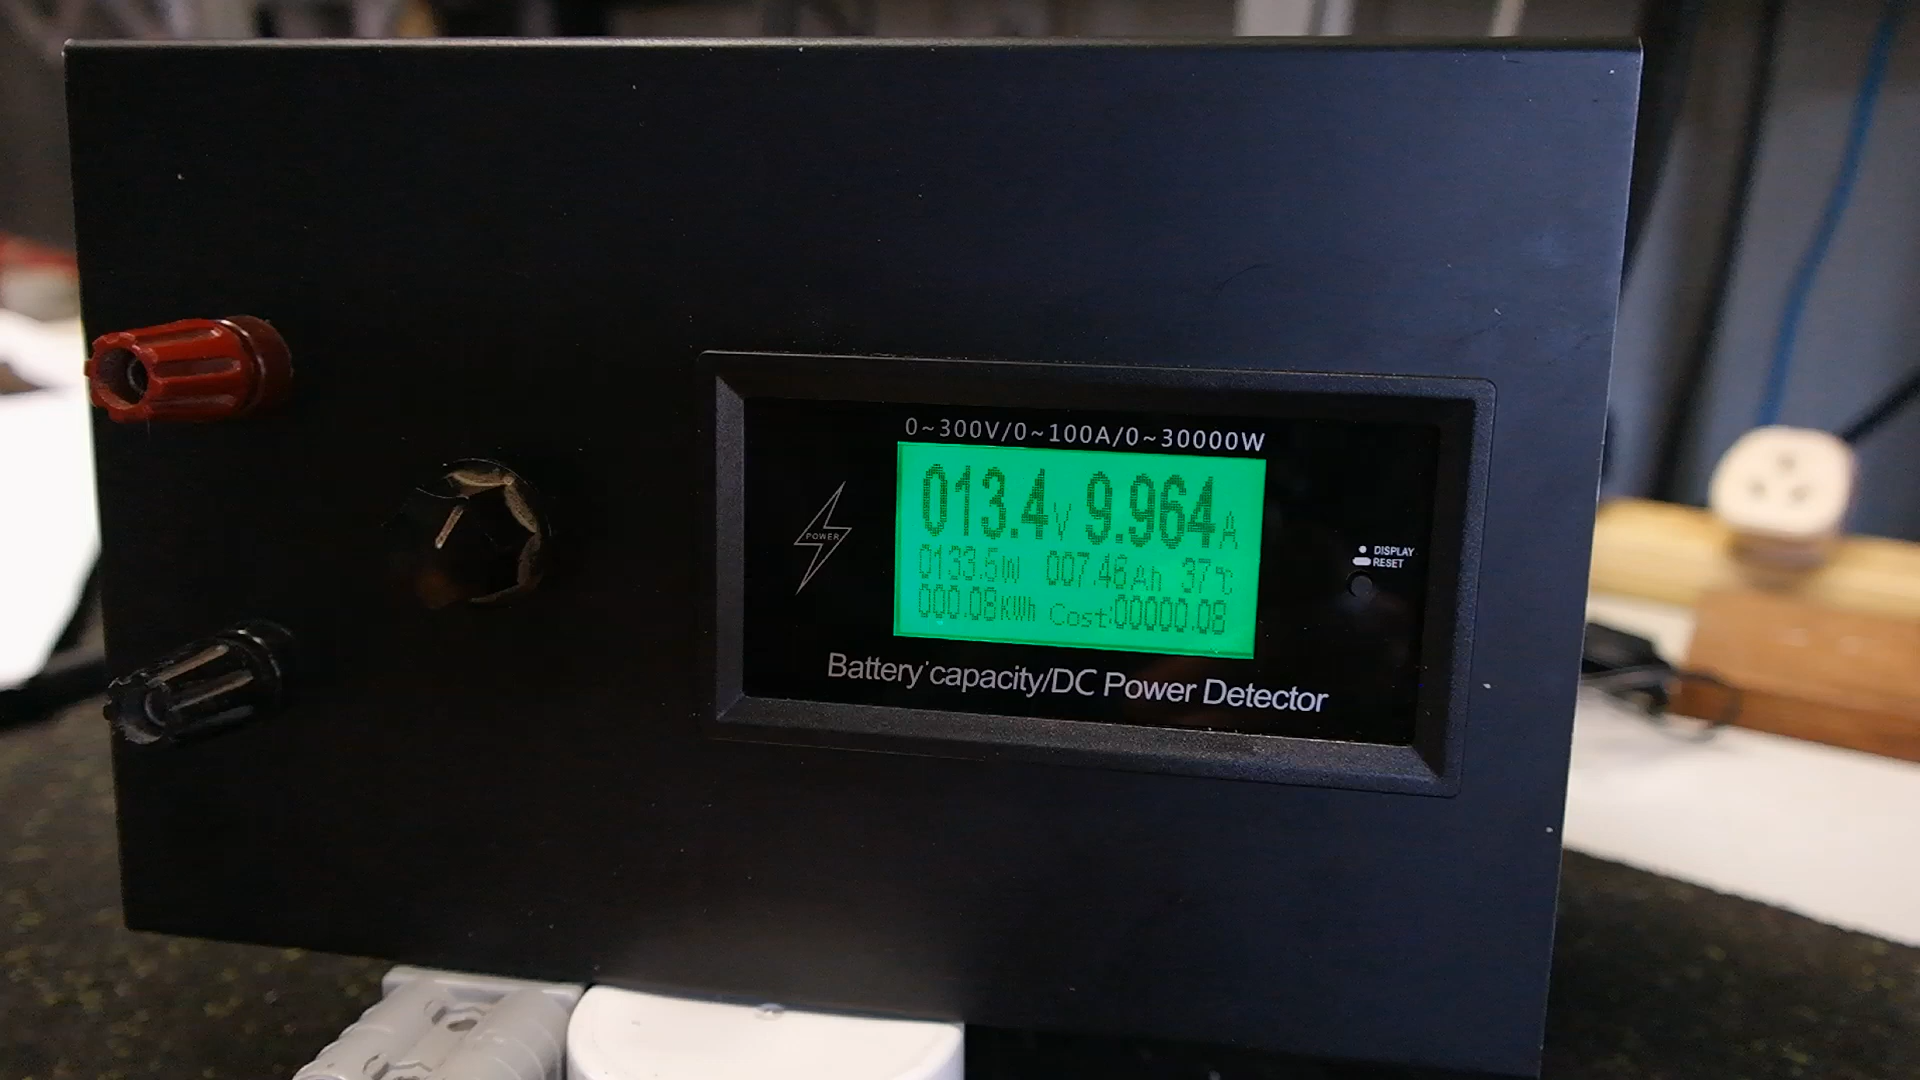 0~300V/0~100A/0~30000W
013.4V 9.964A
0133.5W 007.46Ah 37℃
000.08KWh Cost:00000.08
POWER
DISPLAY
RESET
Battery capacity/DC Power Detector